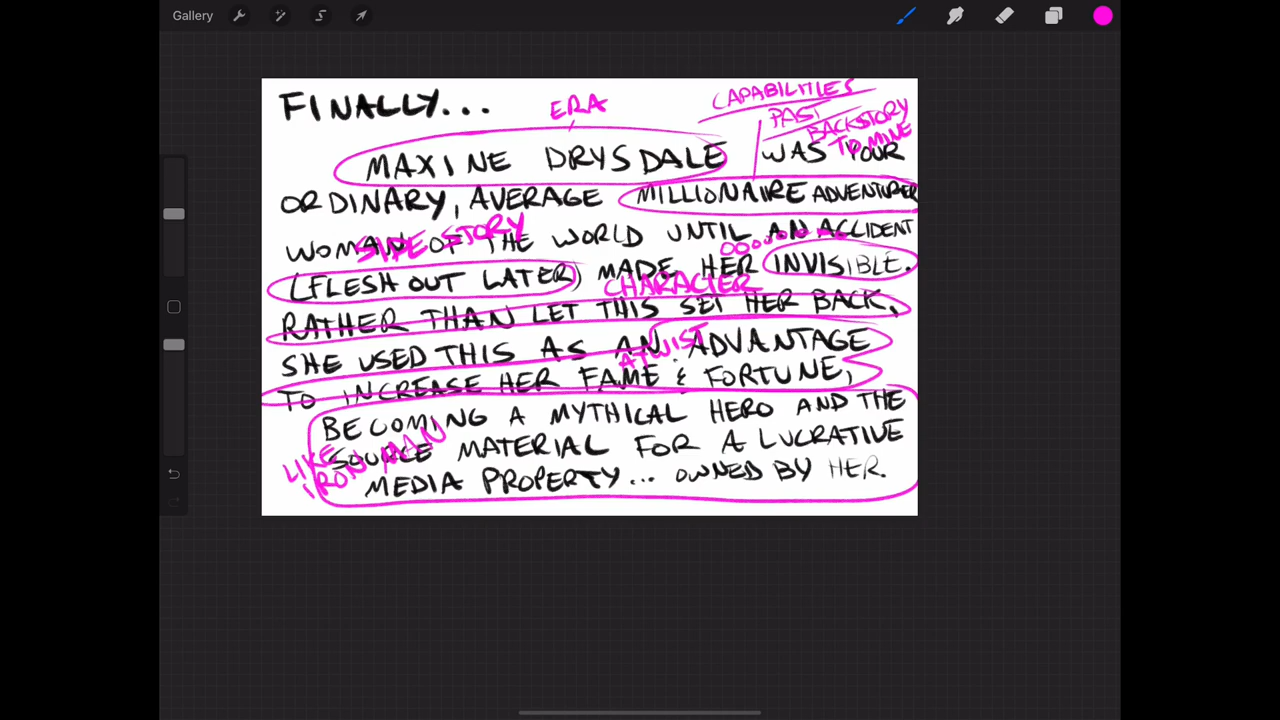 Gallery
FINALLY...
ERA
CAPABILITIES
PAST
BACKSTORY
TO MINE
MAXINE DRYSDALE WAS YOUR
ORDINARY, AVERAGE MILLIONAIRE ADVENTURER
WOMAN OF THE WORLD UNTIL AN ACCIDENT
SIDE STORY
(FLESH OUT LATER) MADE HER INVISIBLE.
CHARACTER
RATHER THAN LET THIS SET HER BACK,
SHE USED THIS AS AN ADVANTAGE
A TWIST
TO INCREASE HER FAME & FORTUNE,
BECOMING A MYTHICAL HERO AND THE
SOURCE MATERIAL FOR A LUCRATIVE
LIKE
IRON MAN
MEDIA PROPERTY... OWNED BY HER.